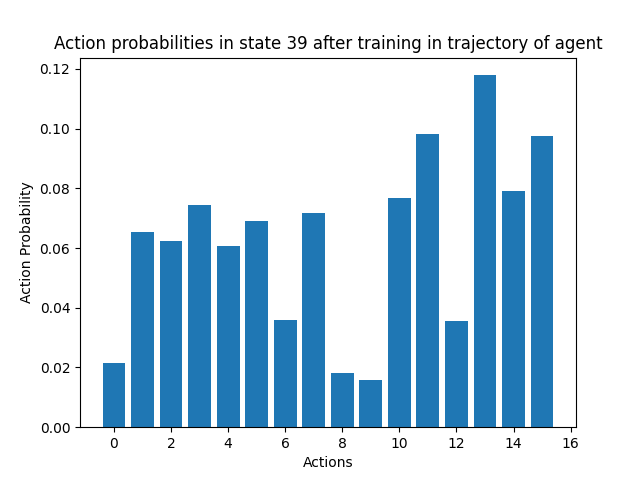 Action probabilities in state 39 after training in trajectory of agent
0.12
0.10
0.08
0.06
0.04
0.02
0.00
Action Probability
0 2 4 6 8 10 12 14 16
Actions